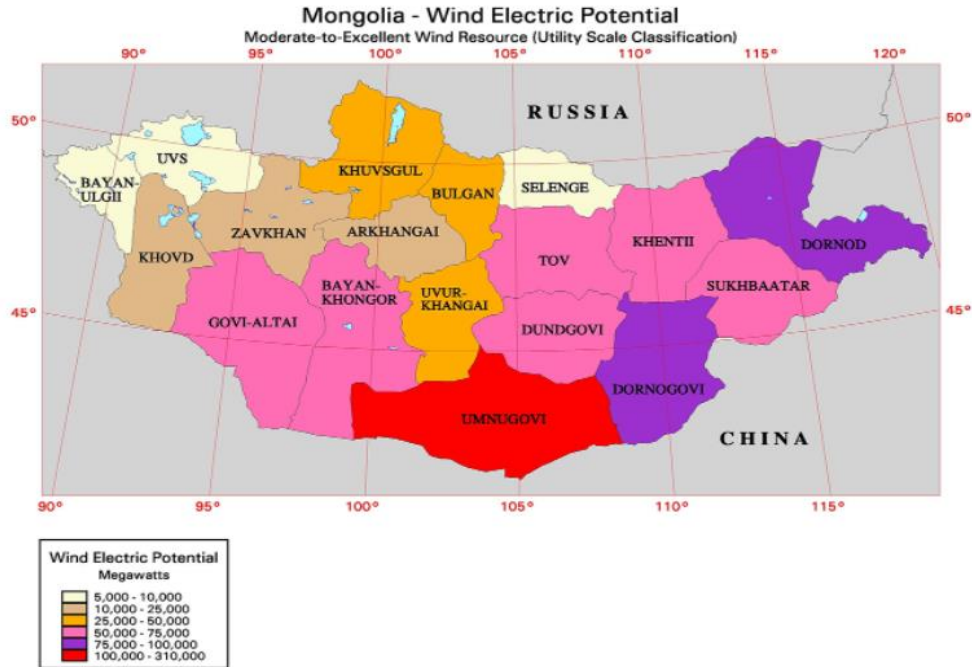 Mongolia - Wind Electric Potential
Moderate-to-Excellent Wind Resource (Utility Scale Classification)
90° 95° 100° 105° 110° 115° 120°
50° 50°
RUSSIA
UVS
BAYAN-
ULGII
KHUVSGUL
BULGAN
SELENGE
KHOVD
ZAVKHAN
ARKHANGAI
TOV
KHENTII
DORNOD
GOVI-ALTAI
BAYAN-
KHONGOR
UVUR-
KHANGAI
DUNDGOVI
SUKHBAATAR
45° 45°
UMNUGOVI
DORNOGOVI
CHINA
90° 95° 100° 105° 110° 115°
Wind Electric Potential
Megawatts
5,000 - 10,000
10,000 - 25,000
25,000 - 50,000
50,000 - 75,000
75,000 - 100,000
100,000 - 310,000